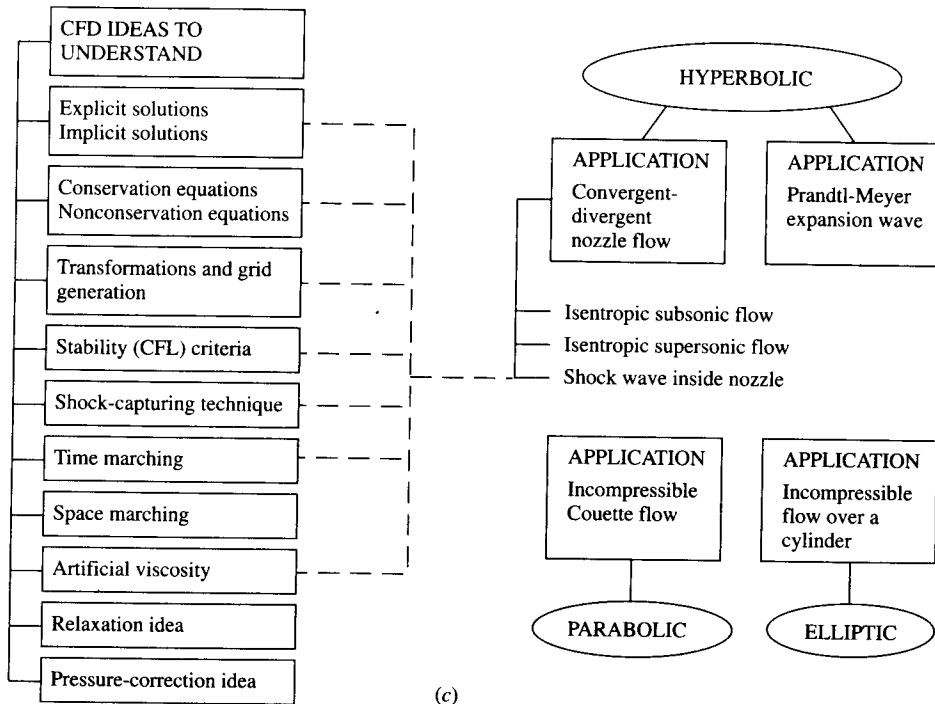 CFD IDEAS TO
UNDERSTAND
Explicit solutions
Implicit solutions
Conservation equations
Nonconservation equations
Transformations and grid
generation
Stability (CFL) criteria
Shock-capturing technique
Time marching
Space marching
Artificial viscosity
Relaxation idea
Pressure-correction idea
HYPERBOLIC
APPLICATION
Convergent-
divergent
nozzle flow
APPLICATION
Prandtl-Meyer
expansion wave
Isentropic subsonic flow
Isentropic supersonic flow
Shock wave inside nozzle
APPLICATION
Incompressible
Couette flow
APPLICATION
Incompressible
flow over a
cylinder
PARABOLIC
ELLIPTIC
(c)